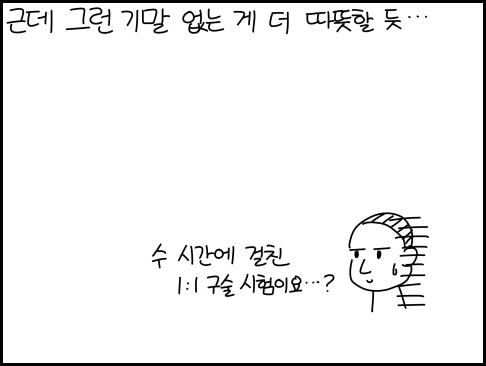 근데 그런 기말 없는 게 더 따뜻할 듯…
수 시간에 걸친
1:1 구술 시험이요…?